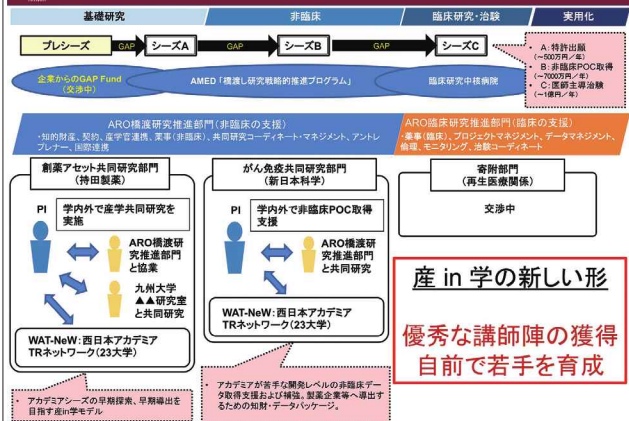 基礎研究
非臨床
臨床研究・治験
実用化
プレシーズ
GAP
シーズA
GAP
シーズB
GAP
シーズC
・ A:特許出願
(~500万円/年)
・ B:非臨床POC取得
(~7000万円/年)
・ C:医師主導治験
(~1億円/年)
企業からのGAP Fund
(交渉中)
AMED「橋渡し研究戦略的推進プログラム」
臨床研究中核病院
ARO橋渡研究推進部門(非臨床の支援)
・知的財産、契約、産学官連携、薬事(非臨床)、共同研究コーディネート・マネジメント、アントレ
プレナー、国際連携
ARO臨床研究推進部門(臨床の支援)
・薬事(臨床)、プロジェクトマネジメント、データマネジメント、
倫理、モニタリング、治験コーディネート
創薬アセット共同研究部門
(持田製薬)
PI
学内外で産学共同研究を
実施
ARO橋渡研
究推進部門
と協業
九州大学
▲▲研究室
と共同研究
WAT-NeW:西日本アカデミア
TRネットワーク(23大学)
・ アカデミアシーズの早期探索、早期導出を
目指す産in学モデル
がん免疫共同研究部門
(新日本科学)
PI
学内外で非臨床POC取得
支援
ARO橋渡研
究推進部門
と共同研究
WAT-NeW:西日本アカデミア
TRネットワーク(23大学)
・ アカデミアが苦手な開発レベルの非臨床デー
タ取得支援および補強。製薬企業等へ導出す
るための知財・データパッケージ。
寄附部門
(再生医療関係)
交渉中
産 in 学の新しい形
優秀な講師陣の獲得
自前で若手を育成